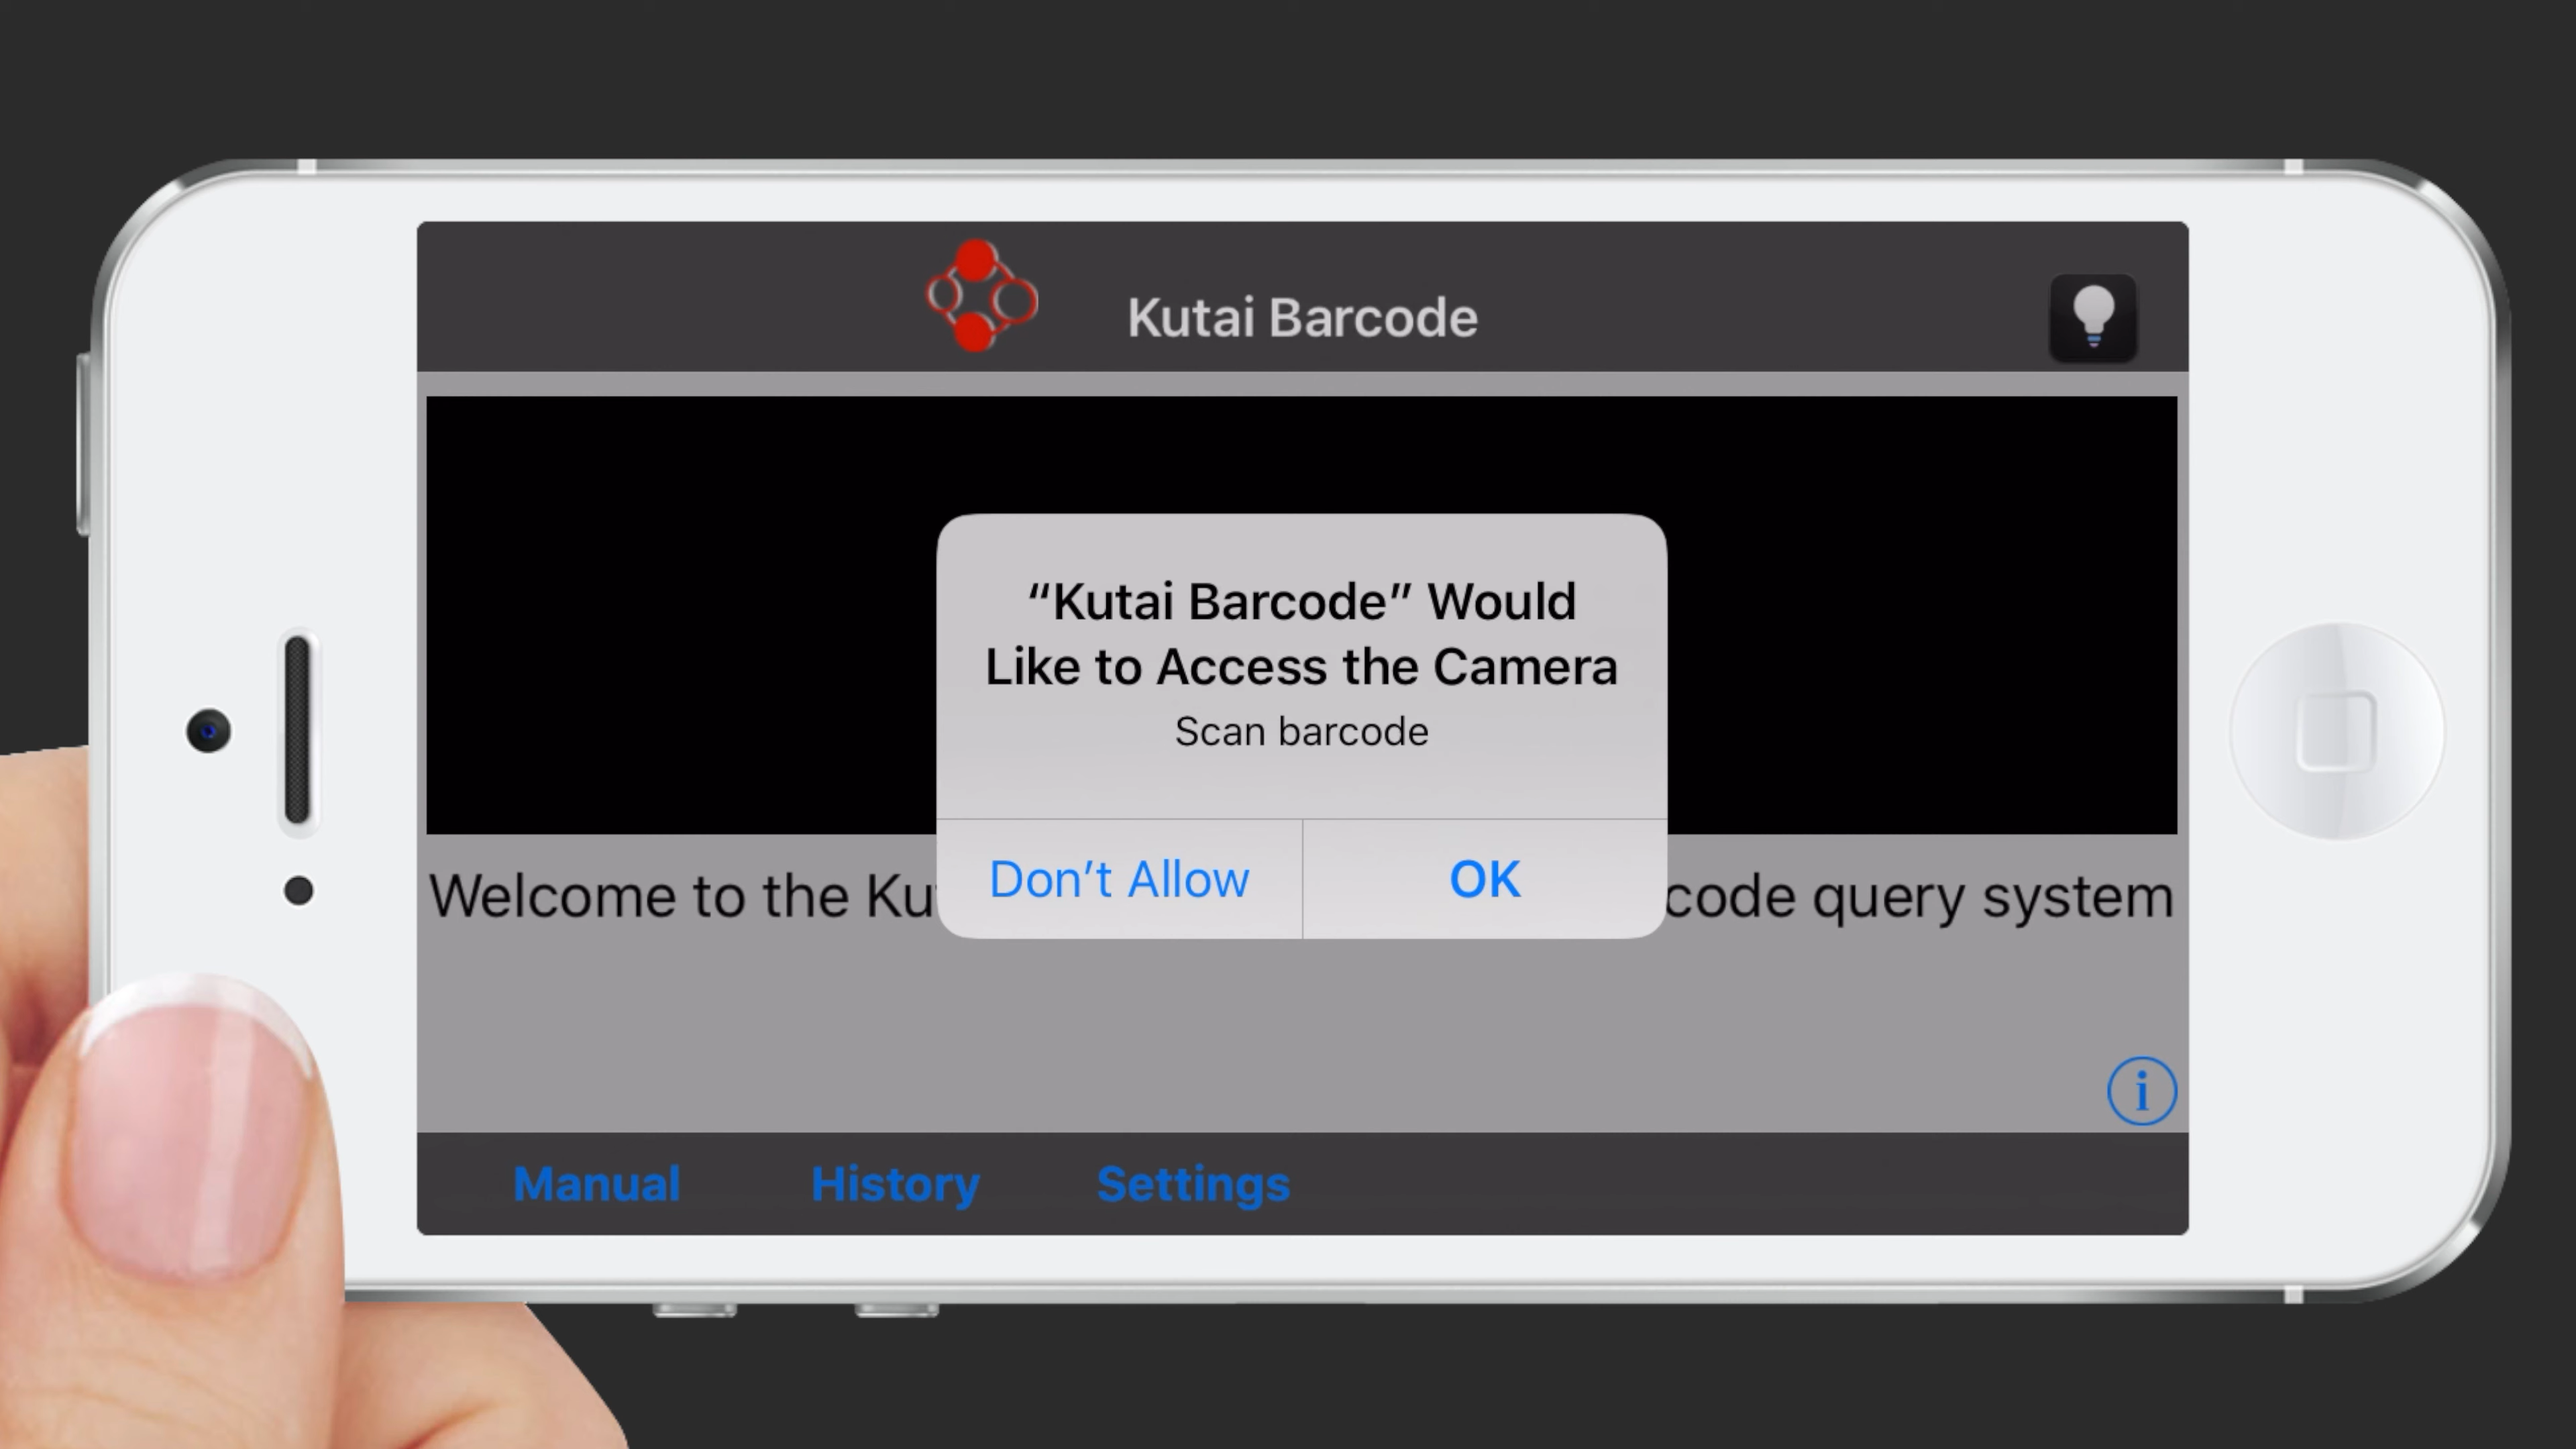 Kutai Barcode
“Kutai Barcode” Would
Like to Access the Camera
Scan barcode
Don’t Allow
OK
Welcome to the Ku
code query system
i
Manual
History
Settings